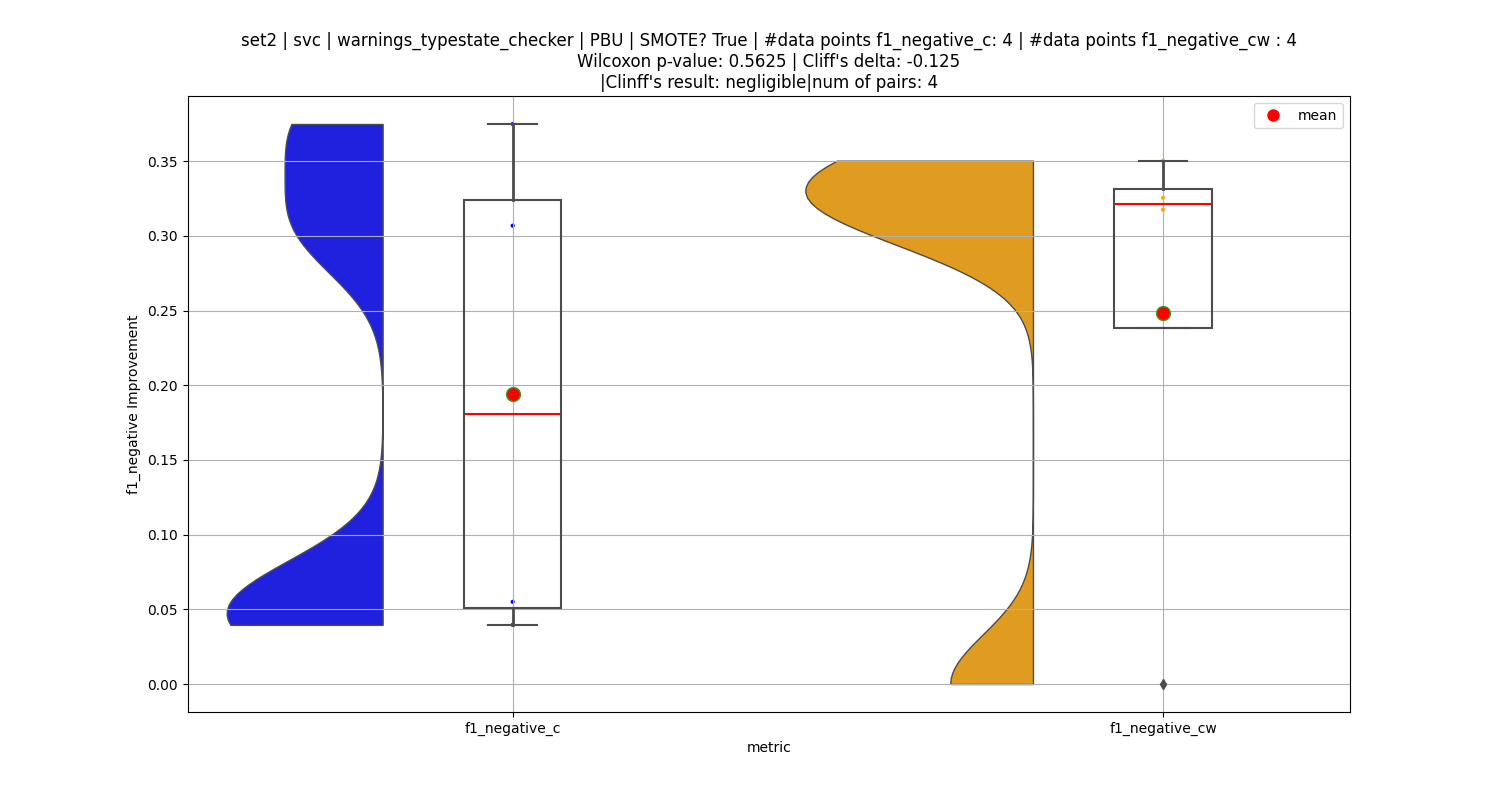 set2 | svc | warnings_typestate_checker | PBU | SMOTE? True | #data points f1_negative_c: 4 | #data points f1_negative_cw : 4
Wilcoxon p-value: 0.5625 | Cliff's delta: -0.125
|Clinff's result: negligible|num of pairs: 4
mean
0.35
0.30
0.25
0.20
0.15
0.10
0.05
0.00
f1_negative Improvement
f1_negative_c
f1_negative_cw
metric